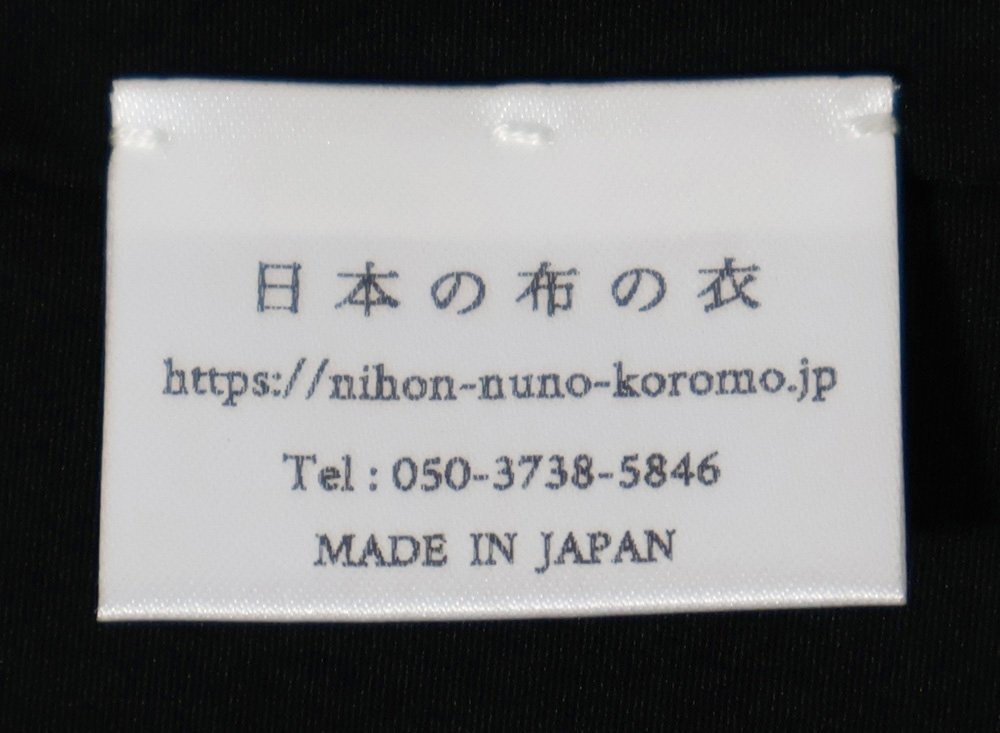 日本の布の衣
https://nihon-nuno-koromo.jp
Tel : 050-3738-5846
MADE IN JAPAN